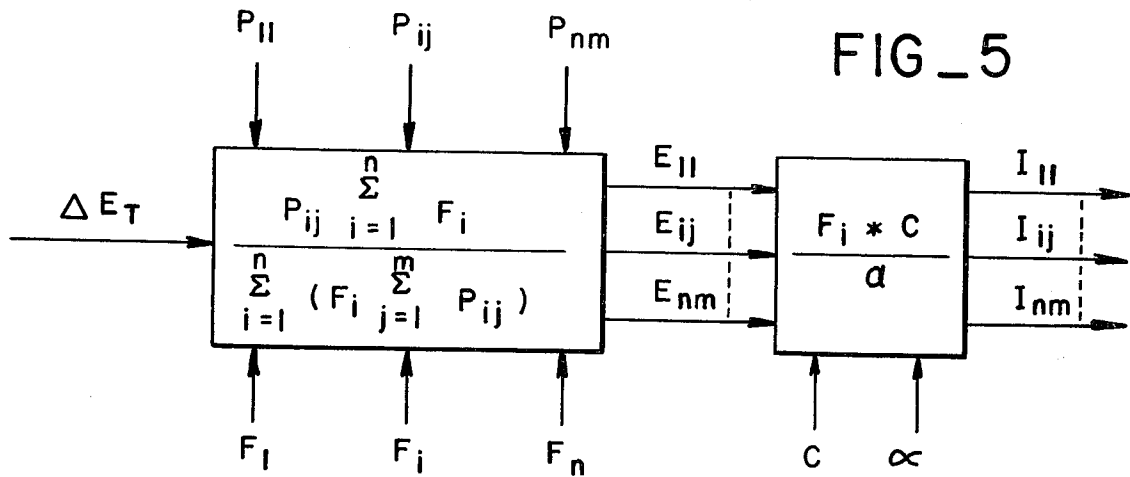 P11 Pij Pnm
FIG_5
Δ ET
Pij n Σ i=1 Fi
n Σ i=1 (Fi m Σ j=1 Pij)
E11
Eij
Enm
Fi * C
a
I11
Iij
Inm
F1 Fi Fn
C ∝